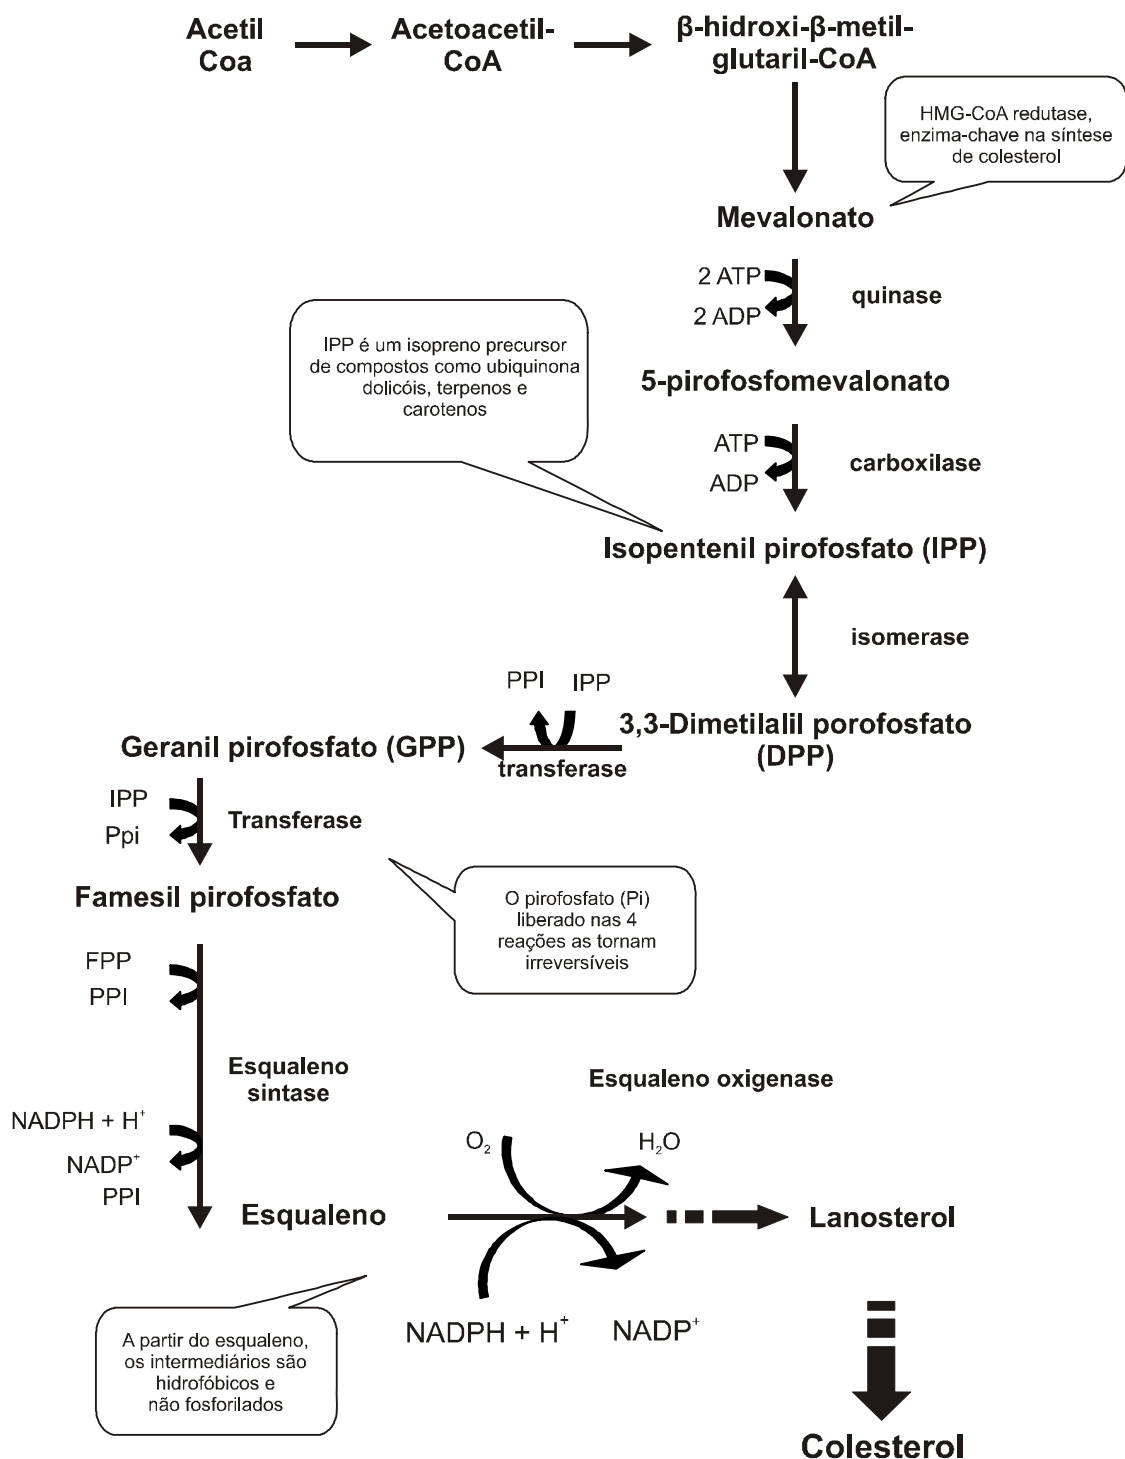 Acetil
Coa
Acetoacetil-
CoA
β-hidroxi-β-metil-
glutaril-CoA
HMG-CoA redutase,
enzima-chave na síntese
de colesterol
Mevalonato
2 ATP
2 ADP
quinase
IPP é um isopreno precursor
de compostos como ubiquinona
dolicóis, terpenos e
carotenos
5-pirofosfomevalonato
ATP
ADP
carboxilase
Isopentenil pirofosfato (IPP)
isomerase
PPI
IPP
3,3-Dimetilalil porofosfato
(DPP)
transferase
Geranil pirofosfato (GPP)
IPP
Ppi
Transferase
Famesil pirofosfato
O pirofosfato (Pi)
liberado nas 4
reações as tornam
irreversíveis
FPP
PPI
Esqualeno
sintase
NADPH + H⁺
NADP⁺
PPI
Esqualeno oxigenase
O₂
H₂O
Esqualeno
Lanosterol
NADPH + H⁺
NADP⁺
A partir do esqualeno,
os intermediários são
hidrofóbicos e
não fosforilados
Colesterol